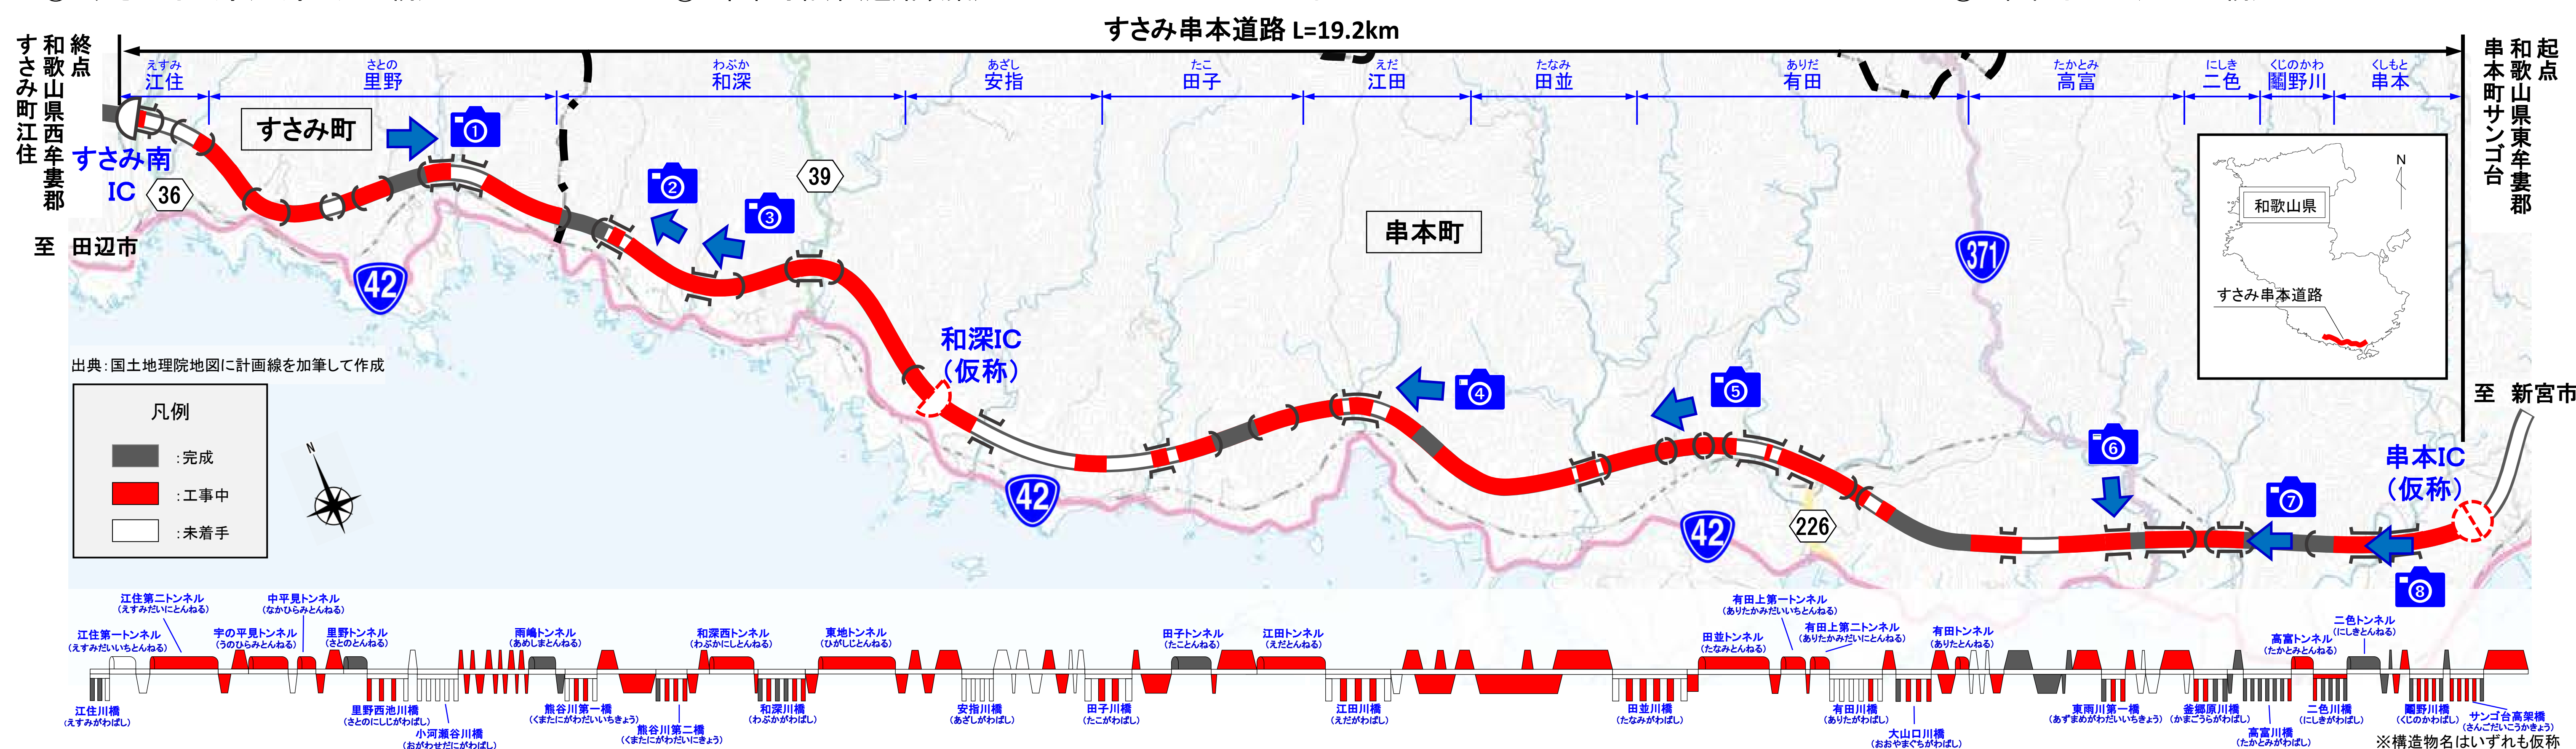 すさみ串本道路 L=19.2km
終点
和歌山県西牟婁郡
すさみ町江住
起点
和歌山県東牟婁郡
串本町サンゴ台
えすみ
江住
さとの
里野
わぶか
和深
あざし
安指
たこ
田子
えだ
江田
たなみ
田並
ありだ
有田
たかとみ
高富
にしき
二色
くじのかわ
鬮野川
くしもと
串本
すさみ町
①
②
③
39
すさみ南
IC
36
至 田辺市
42
串本町
371
N
和歌山県
すさみ串本道路
和深IC
(仮称)
出典:国土地理院地図に計画線を加筆して作成
凡例
:完成
:工事中
:未着手
N
42
④
⑤
42
226
⑥
⑦
⑧
至 新宮市
串本IC
(仮称)
江住第一トンネル
(えすみだいいちとんねる)
江住第二トンネル
(えすみだいにとんねる)
宇の平見トンネル
(うのひらみとんねる)
中平見トンネル
(なかひらみとんねる)
里野トンネル
(さとのとんねる)
雨嶋トンネル
(あめしまとんねる)
和深西トンネル
(わぶかにしとんねる)
東地トンネル
(ひがしじとんねる)
田子トンネル
(たことんねる)
江田トンネル
(えだとんねる)
田並トンネル
(たなみとんねる)
有田上第一トンネル
(ありたかみだいいちとんねる)
有田上第二トンネル
(ありたかみだいにとんねる)
有田トンネル
(ありたとんねる)
高富トンネル
(たかとみとんねる)
二色トンネル
(にしきとんねる)
江住川橋
(えすみがわばし)
里野西池川橋
(さとのにしじがわばし)
小河瀬谷川橋
(おがわせだにがわばし)
熊谷川第一橋
(くまたにがわだいいちきょう)
熊谷川第二橋
(くまたにがわだいにきょう)
和深川橋
(わぶかがわばし)
安指川橋
(あざしがわばし)
田子川橋
(たこがわばし)
江田川橋
(えだがわばし)
田並川橋
(たなみがわばし)
有田川橋
(ありたがわばし)
大山口川橋
(おおやまぐちがわばし)
東雨川第一橋
(あずまめがわだいいちきょう)
釜郷原川橋
(かまごうらがわばし)
高富川橋
(たかとみがわばし)
二色川橋
(にしきがわばし)
鬮野川橋
(くじのかわばし)
サンゴ台高架橋
(さんごだいこうかきょう)
※構造物名はいずれも仮称